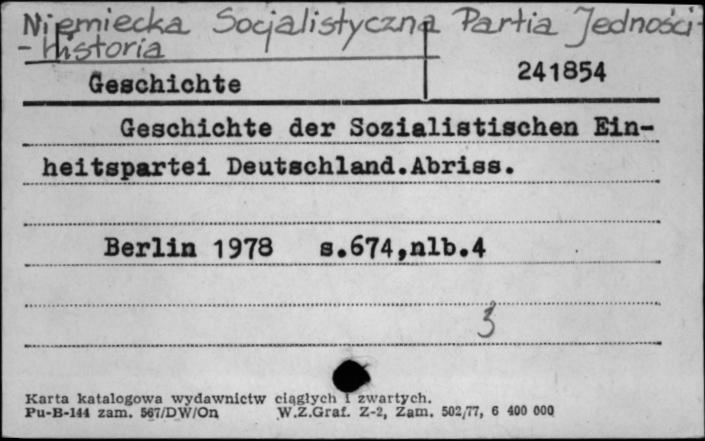 Niemiecka Socjalistyczna Partia Jedności-
- historia
Geschichte 241854
Geschichte der Sozialistischen Ein-
heitspartei Deutschland.Abriss.
Berlin 1978 s.674,nlb.4
3
Karta katalogowa wydawnictw ciągłych i zwartych.
Pu-B-144 zam. 567/DW/On W.Z.Graf. Z-2, Zam. 502/77, 6 400 000